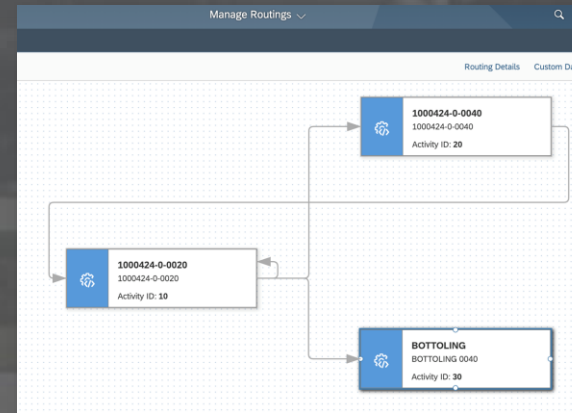 Manage Routings
Routing Details Custom Da
1000424-0-0040
1000424-0-0040
Activity ID: 20
1000424-0-0020
1000424-0-0020
Activity ID: 10
BOTTOLING
BOTTOLING 0040
Activity ID: 30